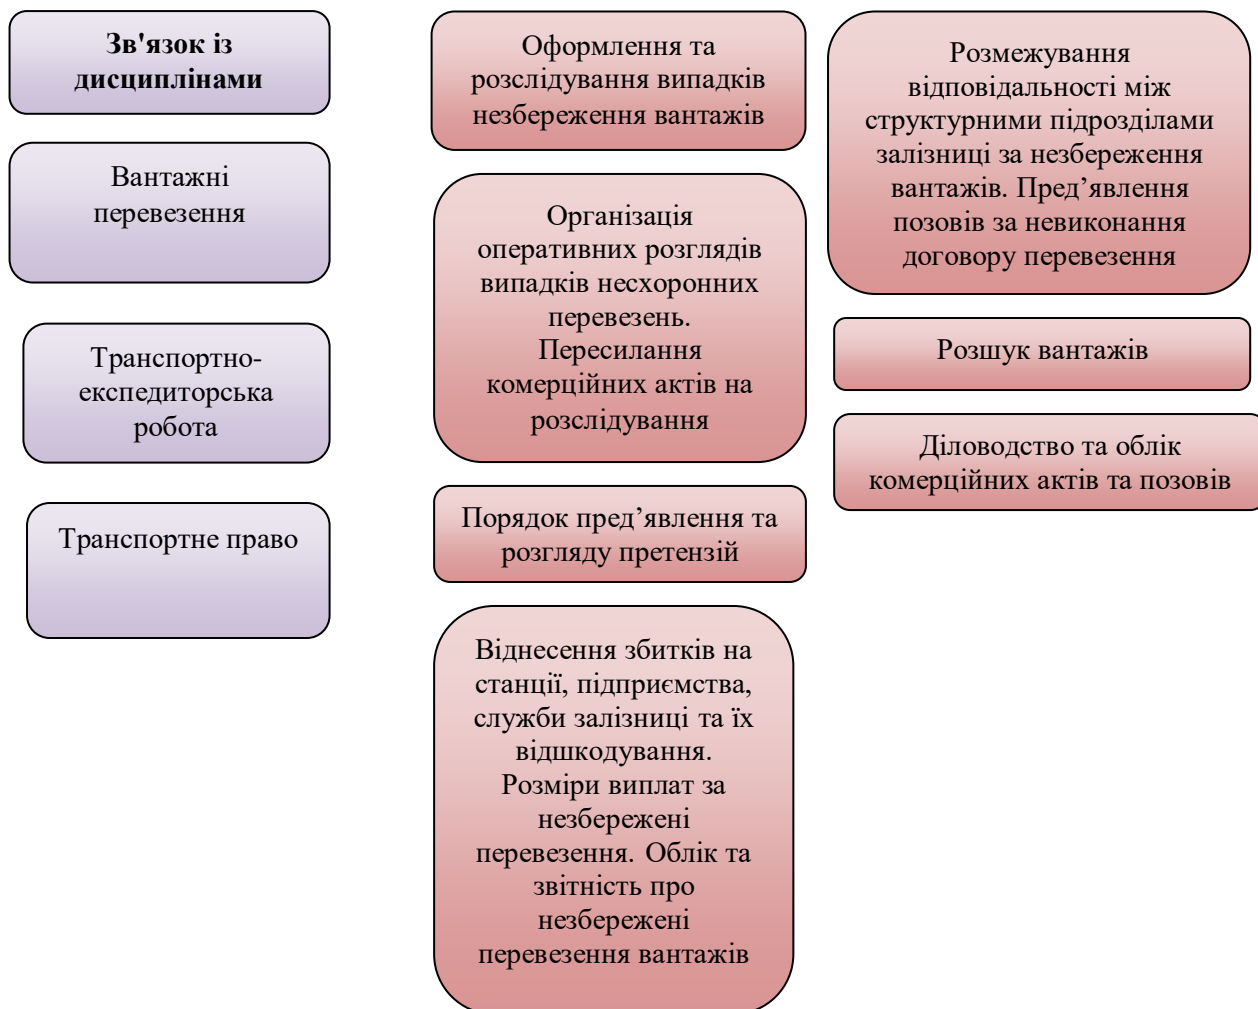 Зв'язок із
дисциплінами
Вантажні
перевезення
Транспортно-
експедиторська
робота
Транспортне право
Оформлення та
розслідування випадків
незбереження вантажів
Організація
оперативних розглядів
випадків несхоронних
перевезень.
Пересилання
комерційних актів на
розслідування
Порядок пред’явлення та
розгляду претензій
Віднесення збитків на
станції, підприємства,
служби залізниці та їх
відшкодування.
Розміри виплат за
незбережені
перевезення. Облік та
звітність про
незбережені
перевезення вантажів
Розмежування
відповідальності між
структурними підрозділами
залізниці за незбереження
вантажів. Пред’явлення
позовів за невиконання
договору перевезення
Розшук вантажів
Діловодство та облік
комерційних актів та позовів